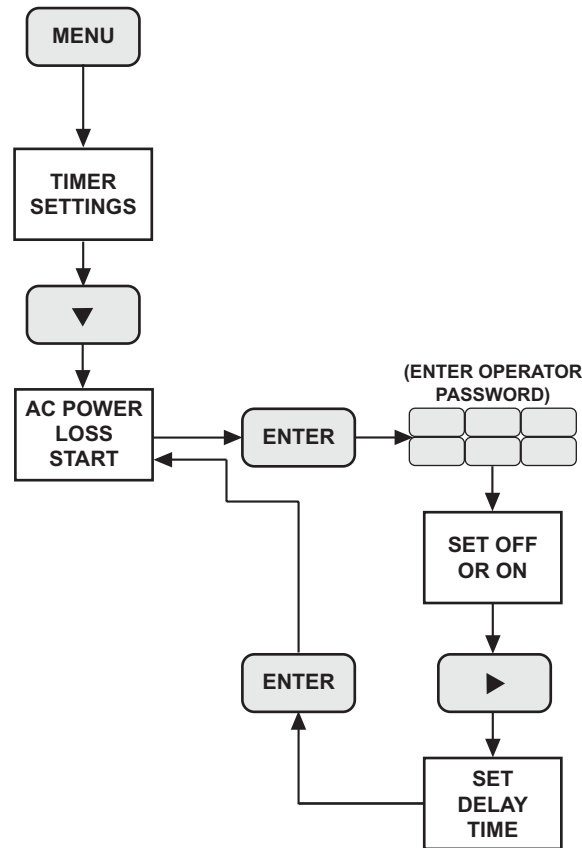 MENU
TIMER
SETTINGS
▼
AC POWER
LOSS
START
ENTER
(ENTER OPERATOR
PASSWORD)
SET OFF
OR ON
▶
SET
DELAY
TIME
ENTER